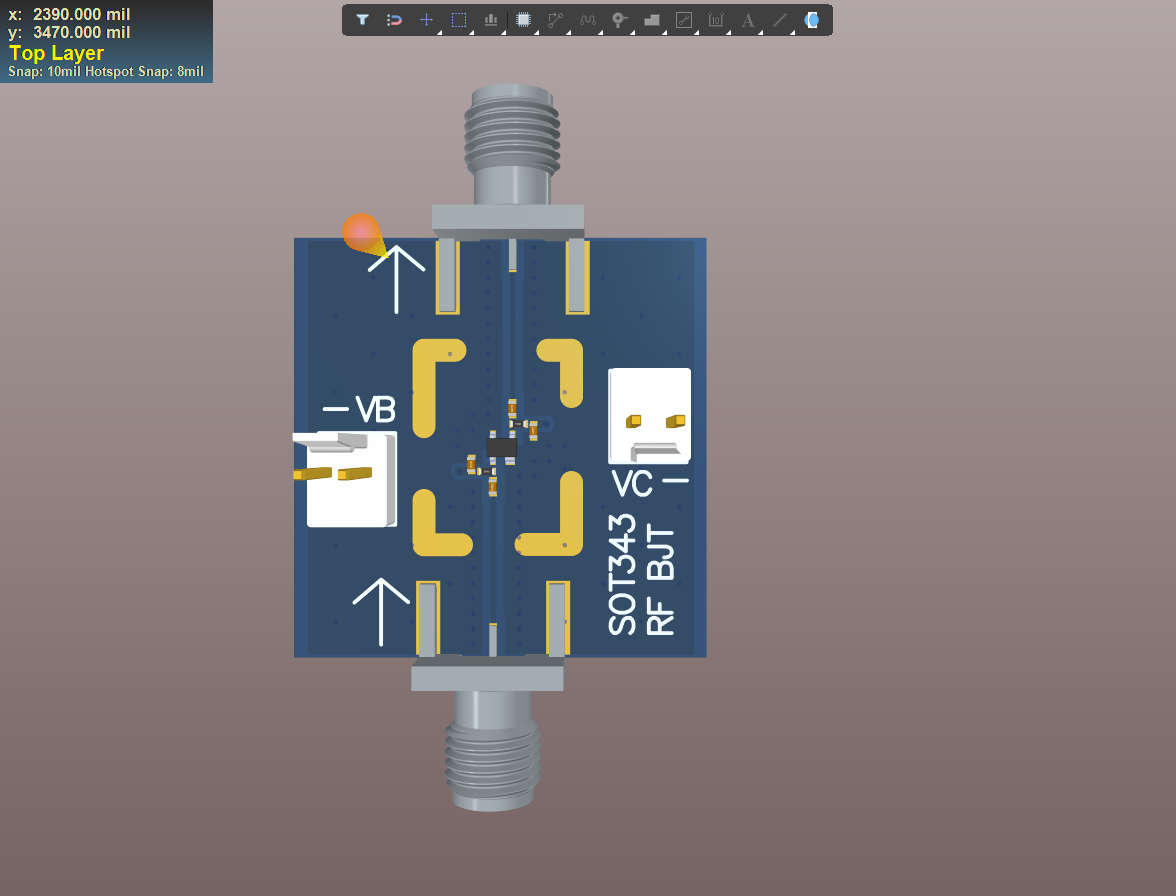 x: 2390.000 mil
y: 3470.000 mil
Top Layer
Snap: 10mil Hotspot Snap: 8mil
A
VB
VC
SOT343
RF BJT